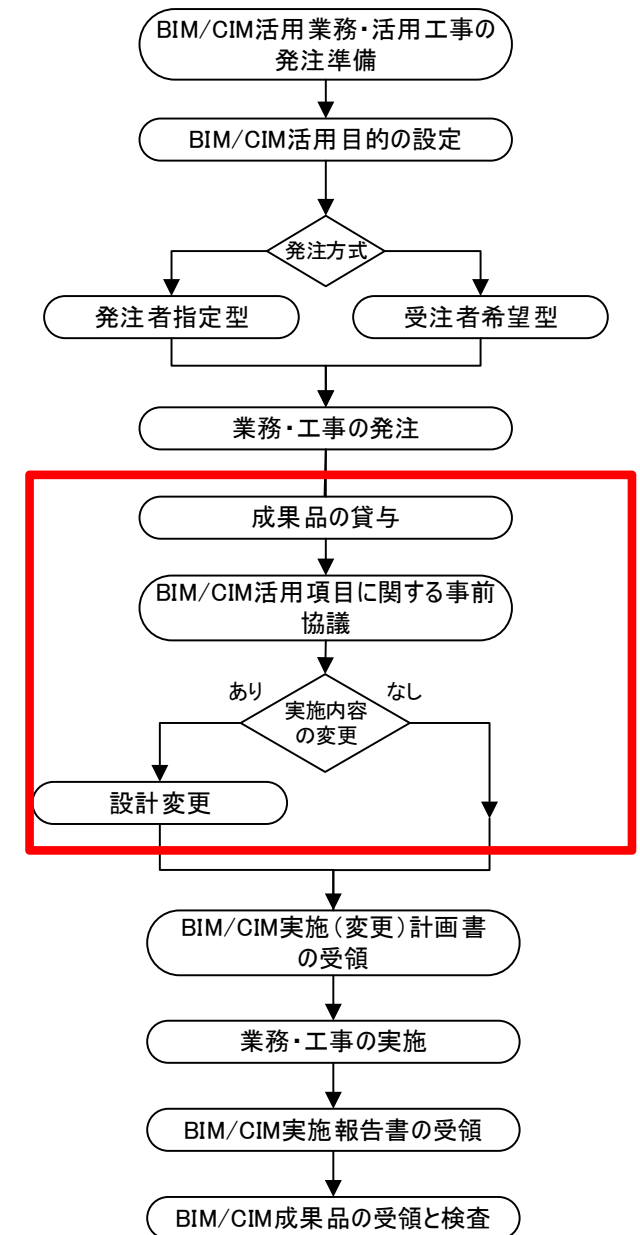 BIM/CIM活用業務・活用工事の
発注準備
BIM/CIM活用目的の設定
発注方式
発注者指定型
受注者希望型
業務・工事の発注
成果品の貸与
BIM/CIM活用項目に関する事前
協議
あり
なし
実施内容
の変更
設計変更
BIM/CIM実施（変更）計画書
の受領
業務・工事の実施
BIM/CIM実施報告書の受領
BIM/CIM成果品の受領と検査